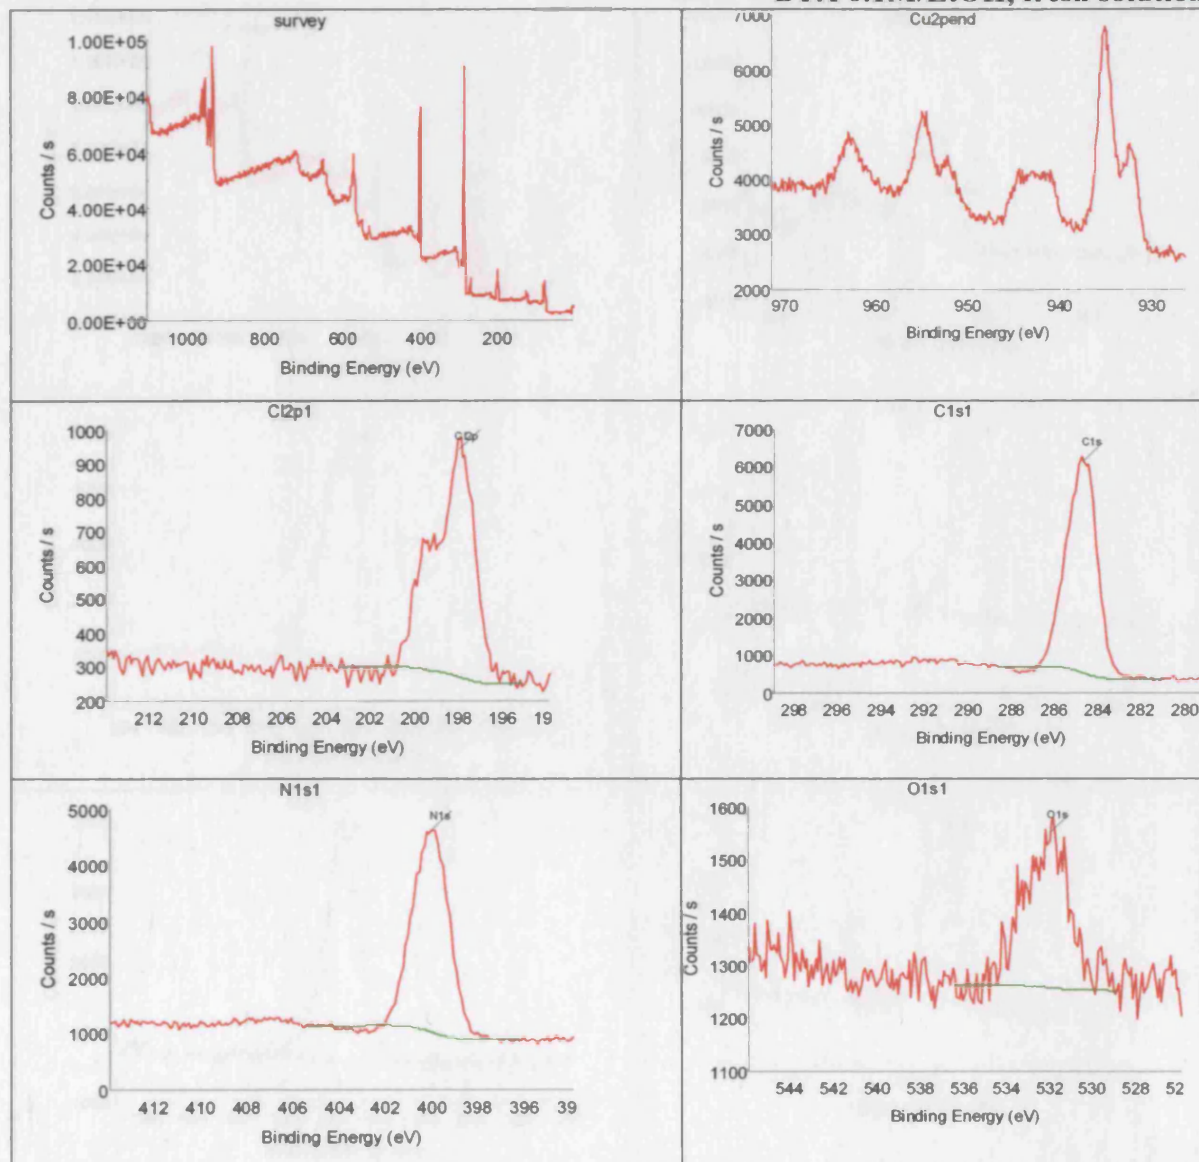 survey
1.00E+05
8.00E+04
6.00E+04
4.00E+04
2.00E+04
0.00E+00
Counts / s
1000 800 600 400 200
Binding Energy (eV)
Cu2pend
7000
6000
5000
4000
3000
2000
Counts / s
970 960 950 940 930
Binding Energy (eV)
Cl2p1
Cl2p
1000
900
800
700
600
500
400
300
200
Counts / s
212 210 208 206 204 202 200 198 196 19
Binding Energy (eV)
C1s1
C1s
7000
6000
5000
4000
3000
2000
1000
0
Counts / s
298 296 294 292 290 288 286 284 282 280
Binding Energy (eV)
N1s1
N1s
5000
4000
3000
2000
1000
0
Counts / s
412 410 408 406 404 402 400 398 396 39
Binding Energy (eV)
O1s1
O1s
1600
1500
1400
1300
1200
1100
Counts / s
544 542 540 538 536 534 532 530 528 52
Binding Energy (eV)